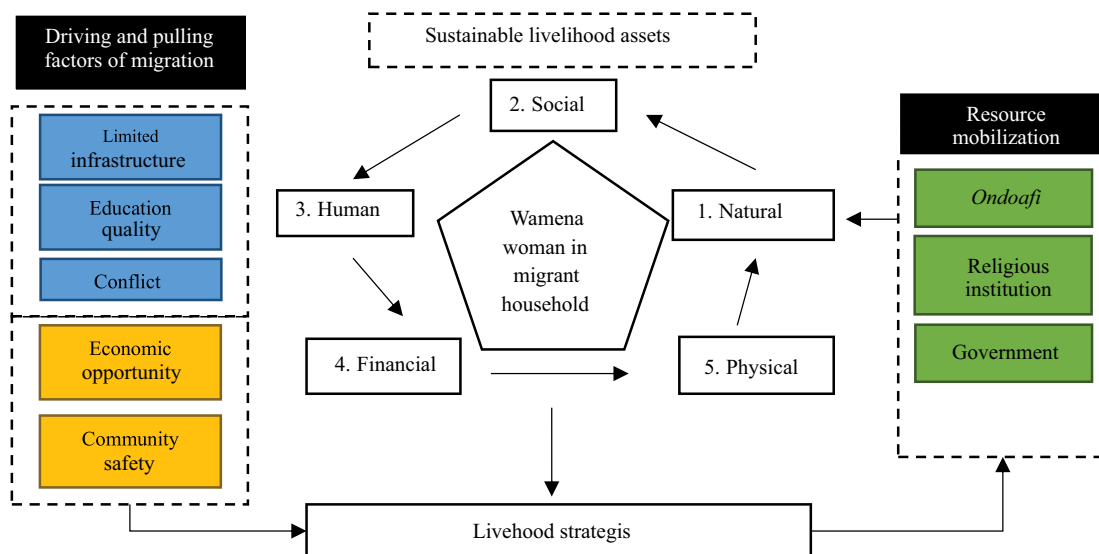 Driving and pulling
factors of migration
Limited
infrastructure
Education
quality
Conflict
Economic
opportunity
Community
safety
Sustainable livelihood assets
2. Social
3. Human
1. Natural
Wamena
woman in
migrant
household
4. Financial
5. Physical
Livehood strategis
Resource
mobilization
Ondoafi
Religious
institution
Government